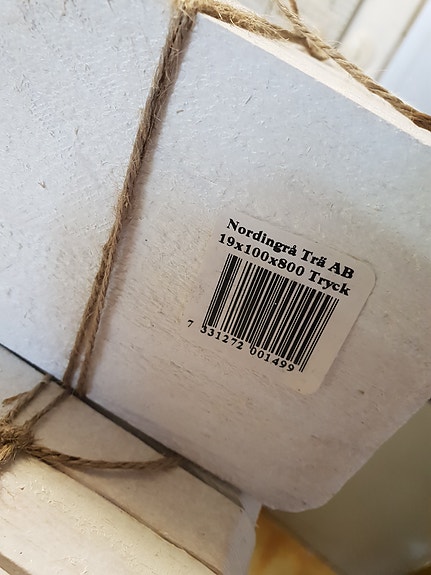 Nordingrå Trä AB
19x100x800 Tryck
7 331272 001499